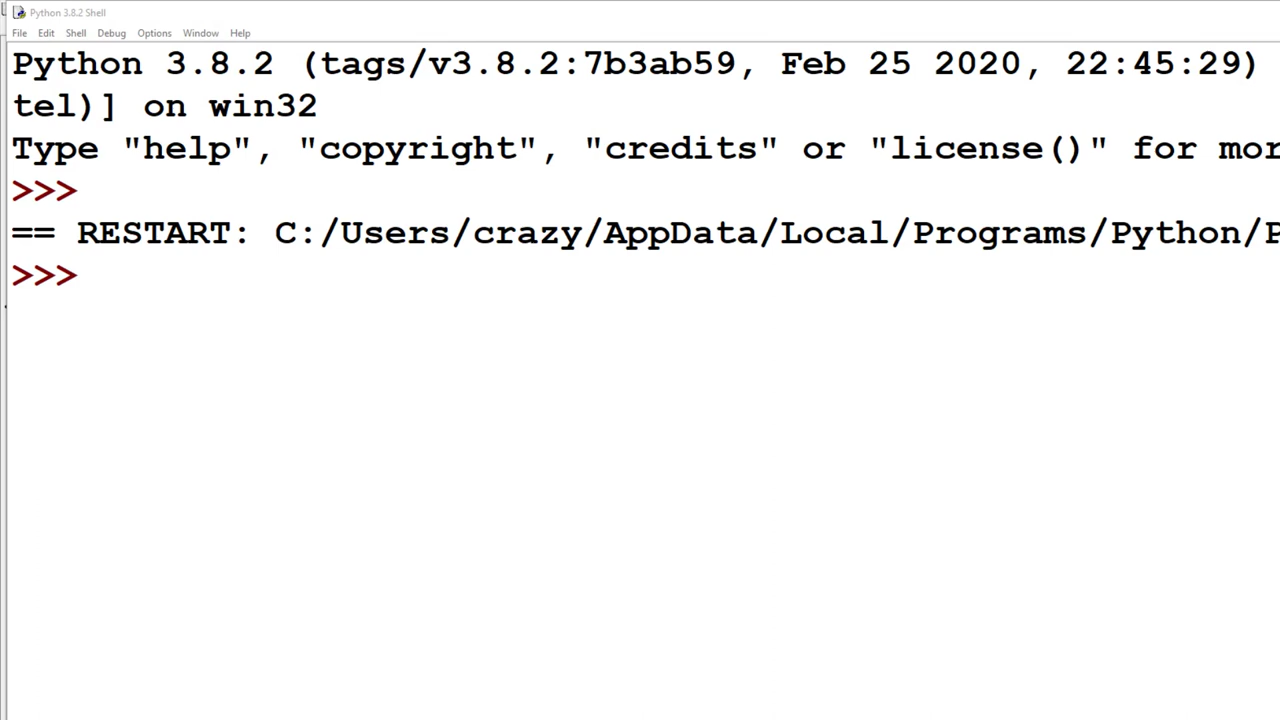 Python 3.8.2 Shell
File Edit Shell Debug Options Window Help
Python 3.8.2 (tags/v3.8.2:7b3ab59, Feb 25 2020, 22:45:29)
tel)] on win32
Type "help", "copyright", "credits" or "license()" for mor
>>>
== RESTART: C:/Users/crazy/AppData/Local/Programs/Python/P
>>>